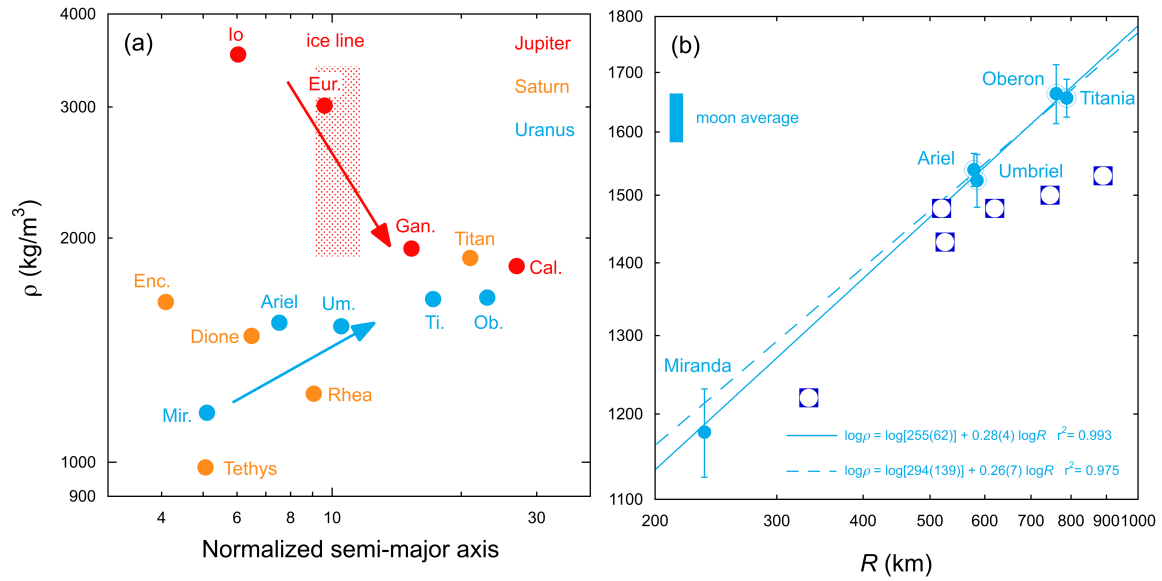 (a)
Io
ice line
Jupiter
Saturn
Uranus
Eur.
Gan.
Titan
Cal.
Enc.
Ariel
Um.
Ti.
Ob.
Dione
Mir.
Rhea
Tethys
4000
3000
2000
1000
900
ρ (kg/m³)
4 6 8 10 30
Normalized semi-major axis
(b)
moon average
Oberon
Titania
Ariel
Umbriel
Miranda
logρ = log[255(62)] + 0.28(4) logR r²= 0.993
logρ = log[294(139)] + 0.26(7) logR r²= 0.975
1800
1700
1600
1500
1400
1300
1200
1100
200 300 400 500 600 700 800 900 1000
R (km)